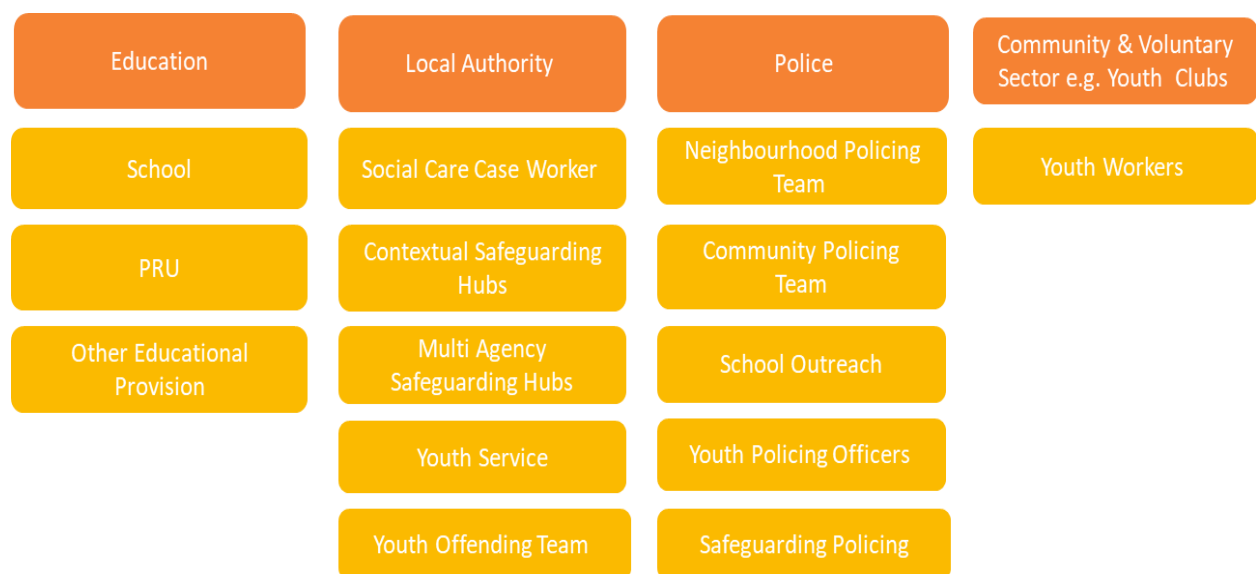 Education
School
PRU
Other Educational
Provision
Local Authority
Social Care Case Worker
Contextual Safeguarding
Hubs
Multi Agency
Safeguarding Hubs
Youth Service
Youth Offending Team
Police
Neighbourhood Policing
Team
Community Policing
Team
School Outreach
Youth Policing Officers
Safeguarding Policing
Community & Voluntary
Sector e.g. Youth Clubs
Youth Workers